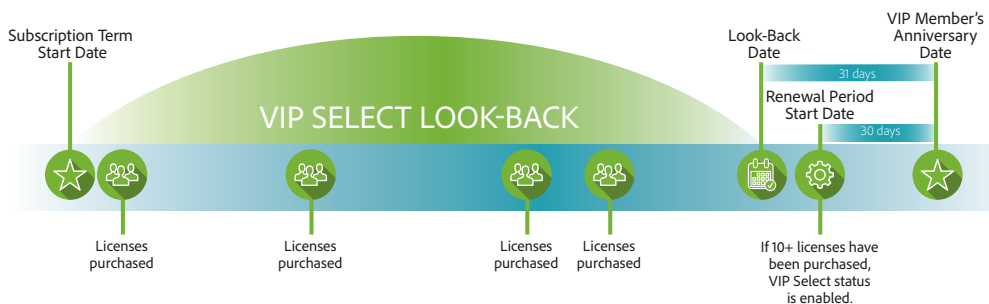 Subscription Term
Start Date
Look-Back
Date
VIP Member's
Anniversary
Date
31 days
Renewal Period
Start Date
30 days
VIP SELECT LOOK-BACK
Licenses
purchased
Licenses
purchased
Licenses
purchased
Licenses
purchased
If 10+ licenses have
been purchased,
VIP Select status
is enabled.